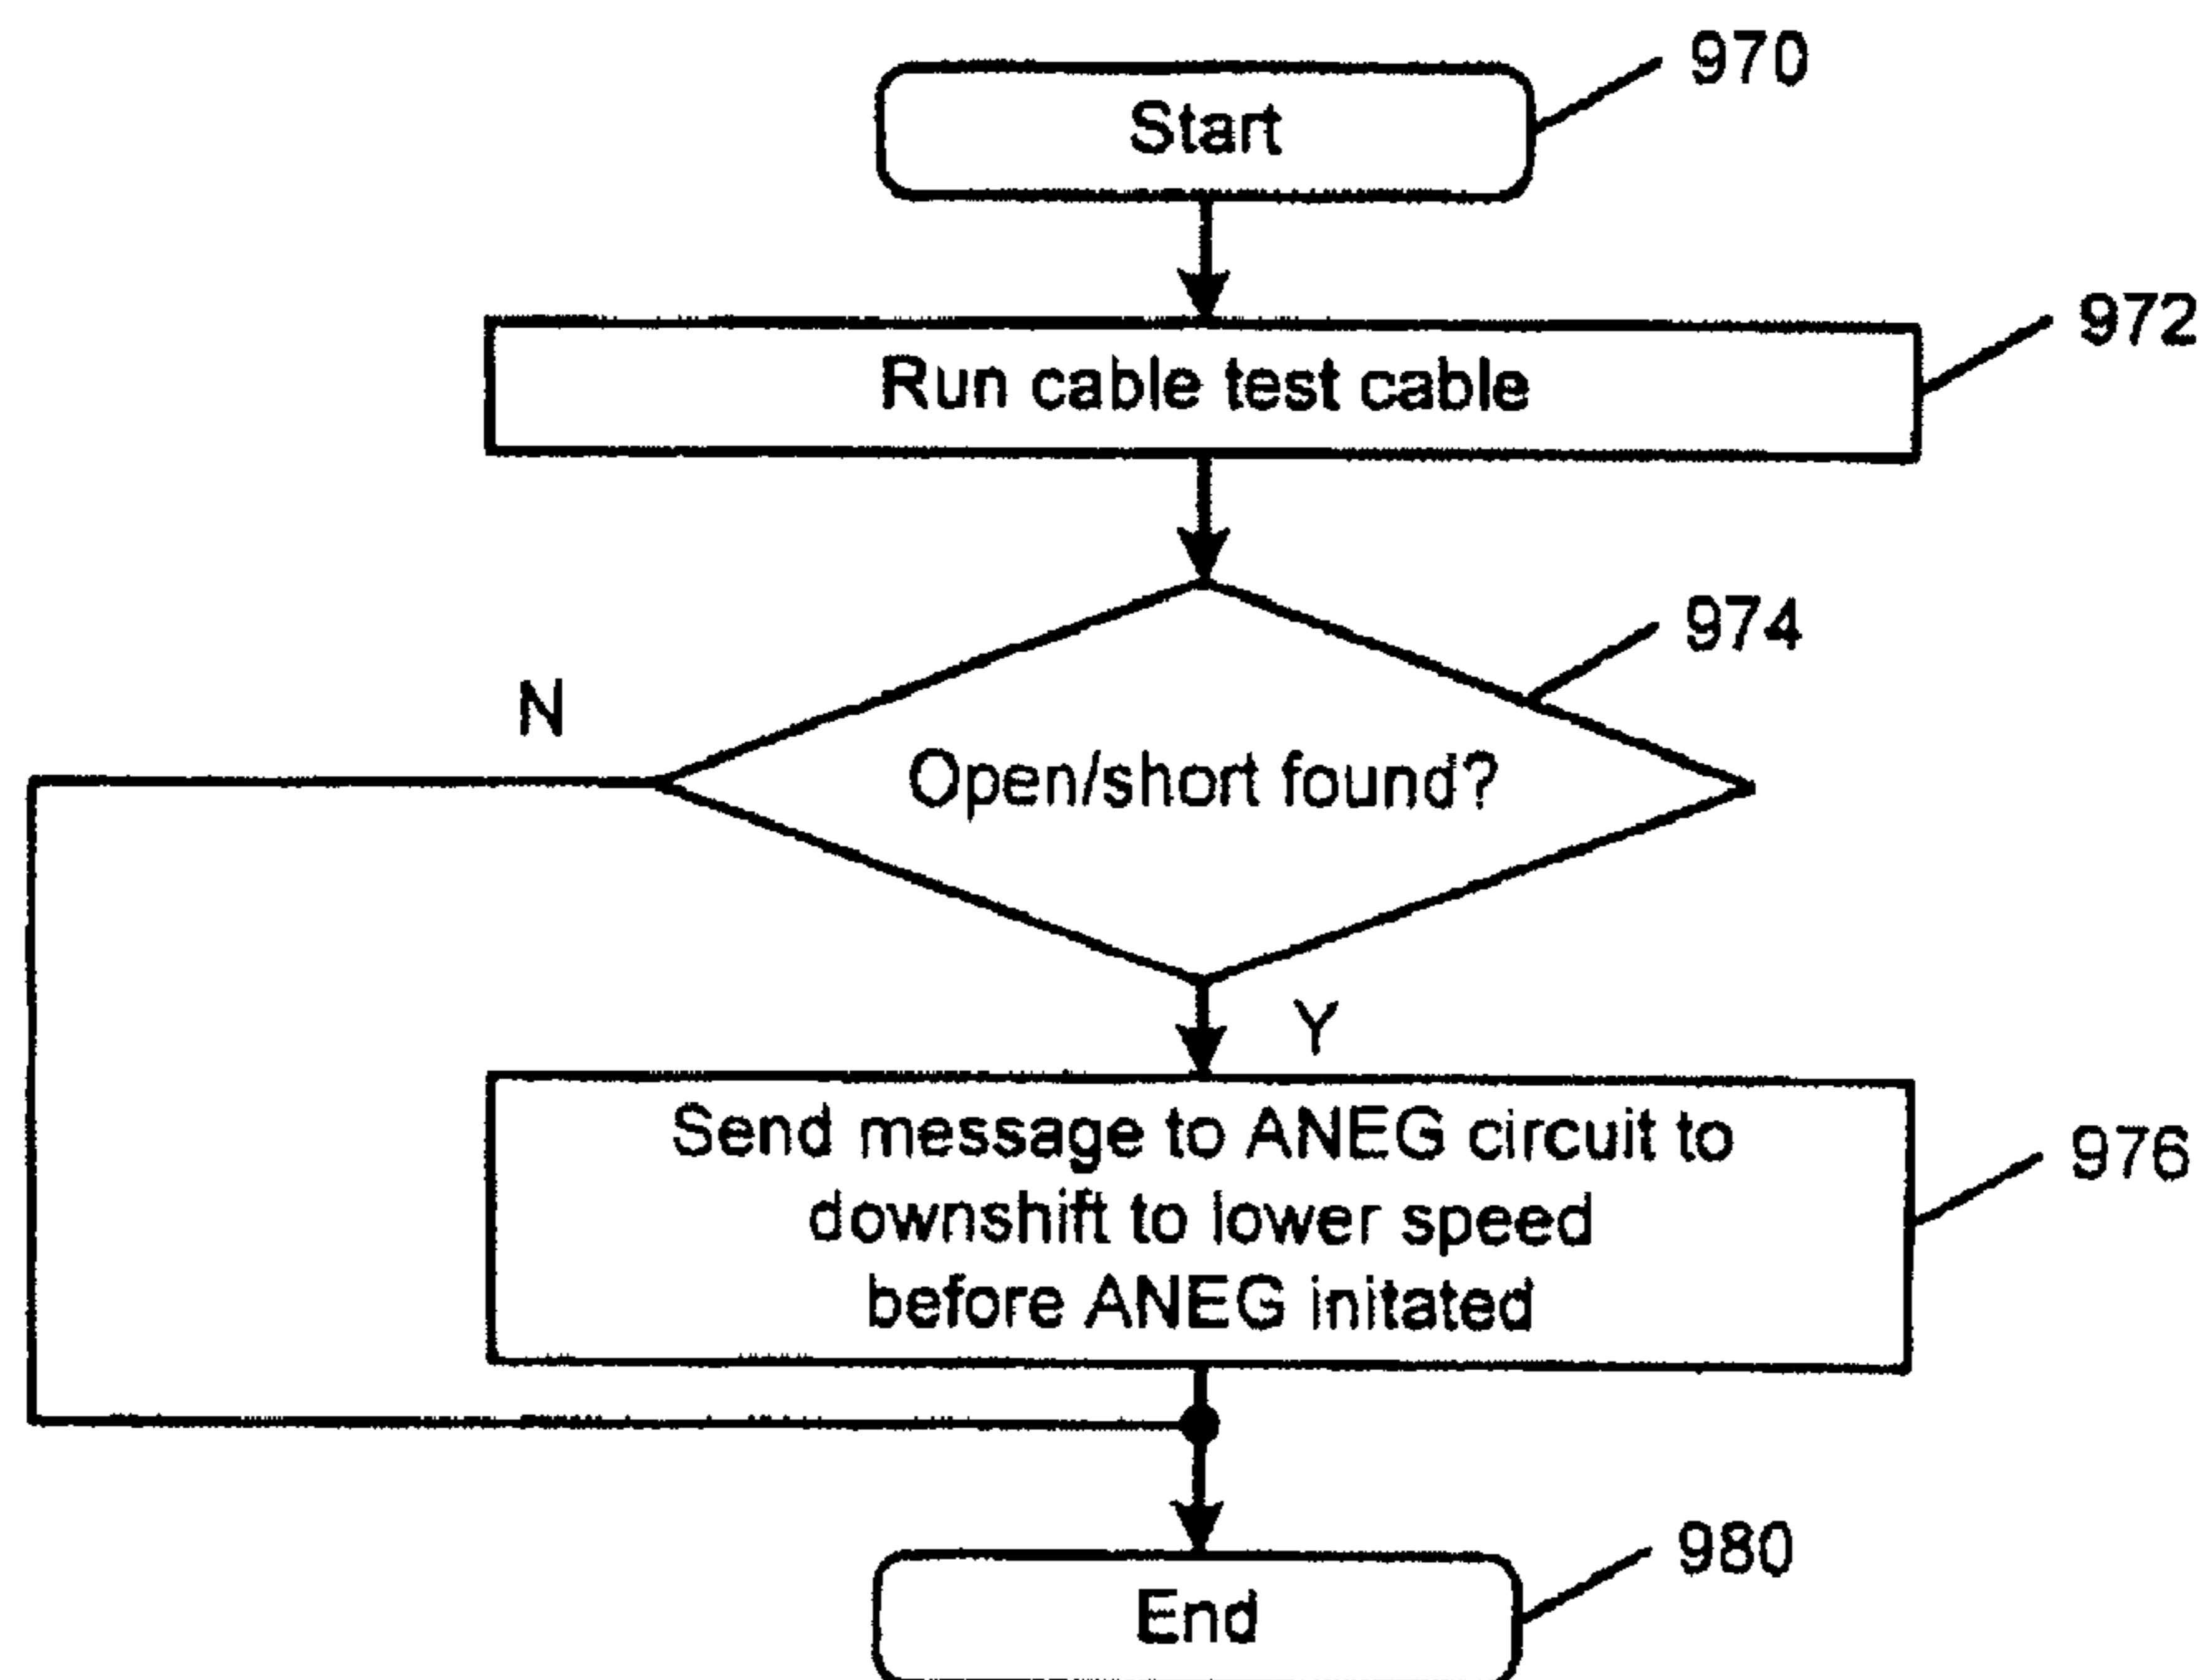 Start
970
Run cable test cable
972
974
N
Open/short found?
Y
Send message to ANEG circuit to
downshift to lower speed
before ANEG initated
976
End
980